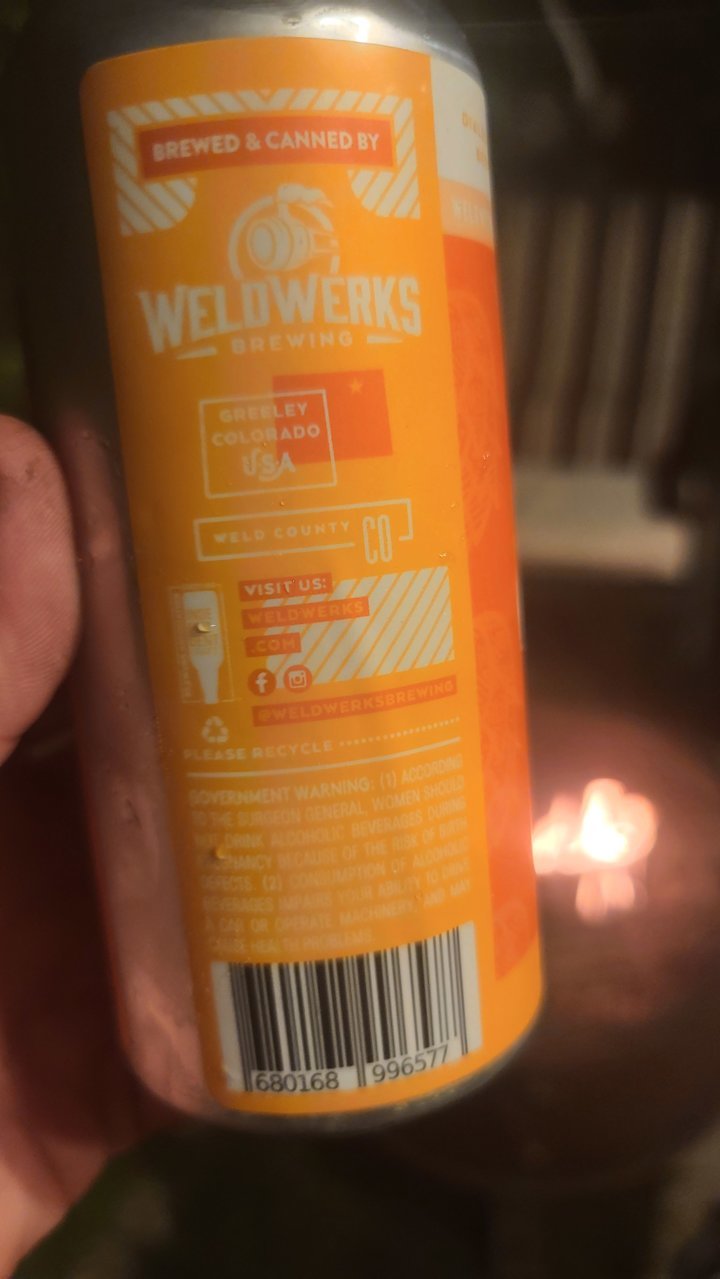 BREWED & CANNED BY
WELDWERKS
BREWING
GREELEY
COLORADO
USA
WELD COUNTY CO
VISIT US:
WELDWERKS
.COM
@WELDWERKSBREWING
PLEASE RECYCLE
GOVERNMENT WARNING: (1) ACCORDING
TO THE SURGEON GENERAL, WOMEN SHOULD
NOT DRINK ALCOHOLIC BEVERAGES DURING
PREGNANCY BECAUSE OF THE RISK OF BIRTH
DEFECTS. (2) CONSUMPTION OF ALCOHOLIC
BEVERAGES IMPAIRS YOUR ABILITY TO DRIVE
A CAR OR OPERATE MACHINERY, AND MAY
CAUSE HEALTH PROBLEMS.
680168 996577